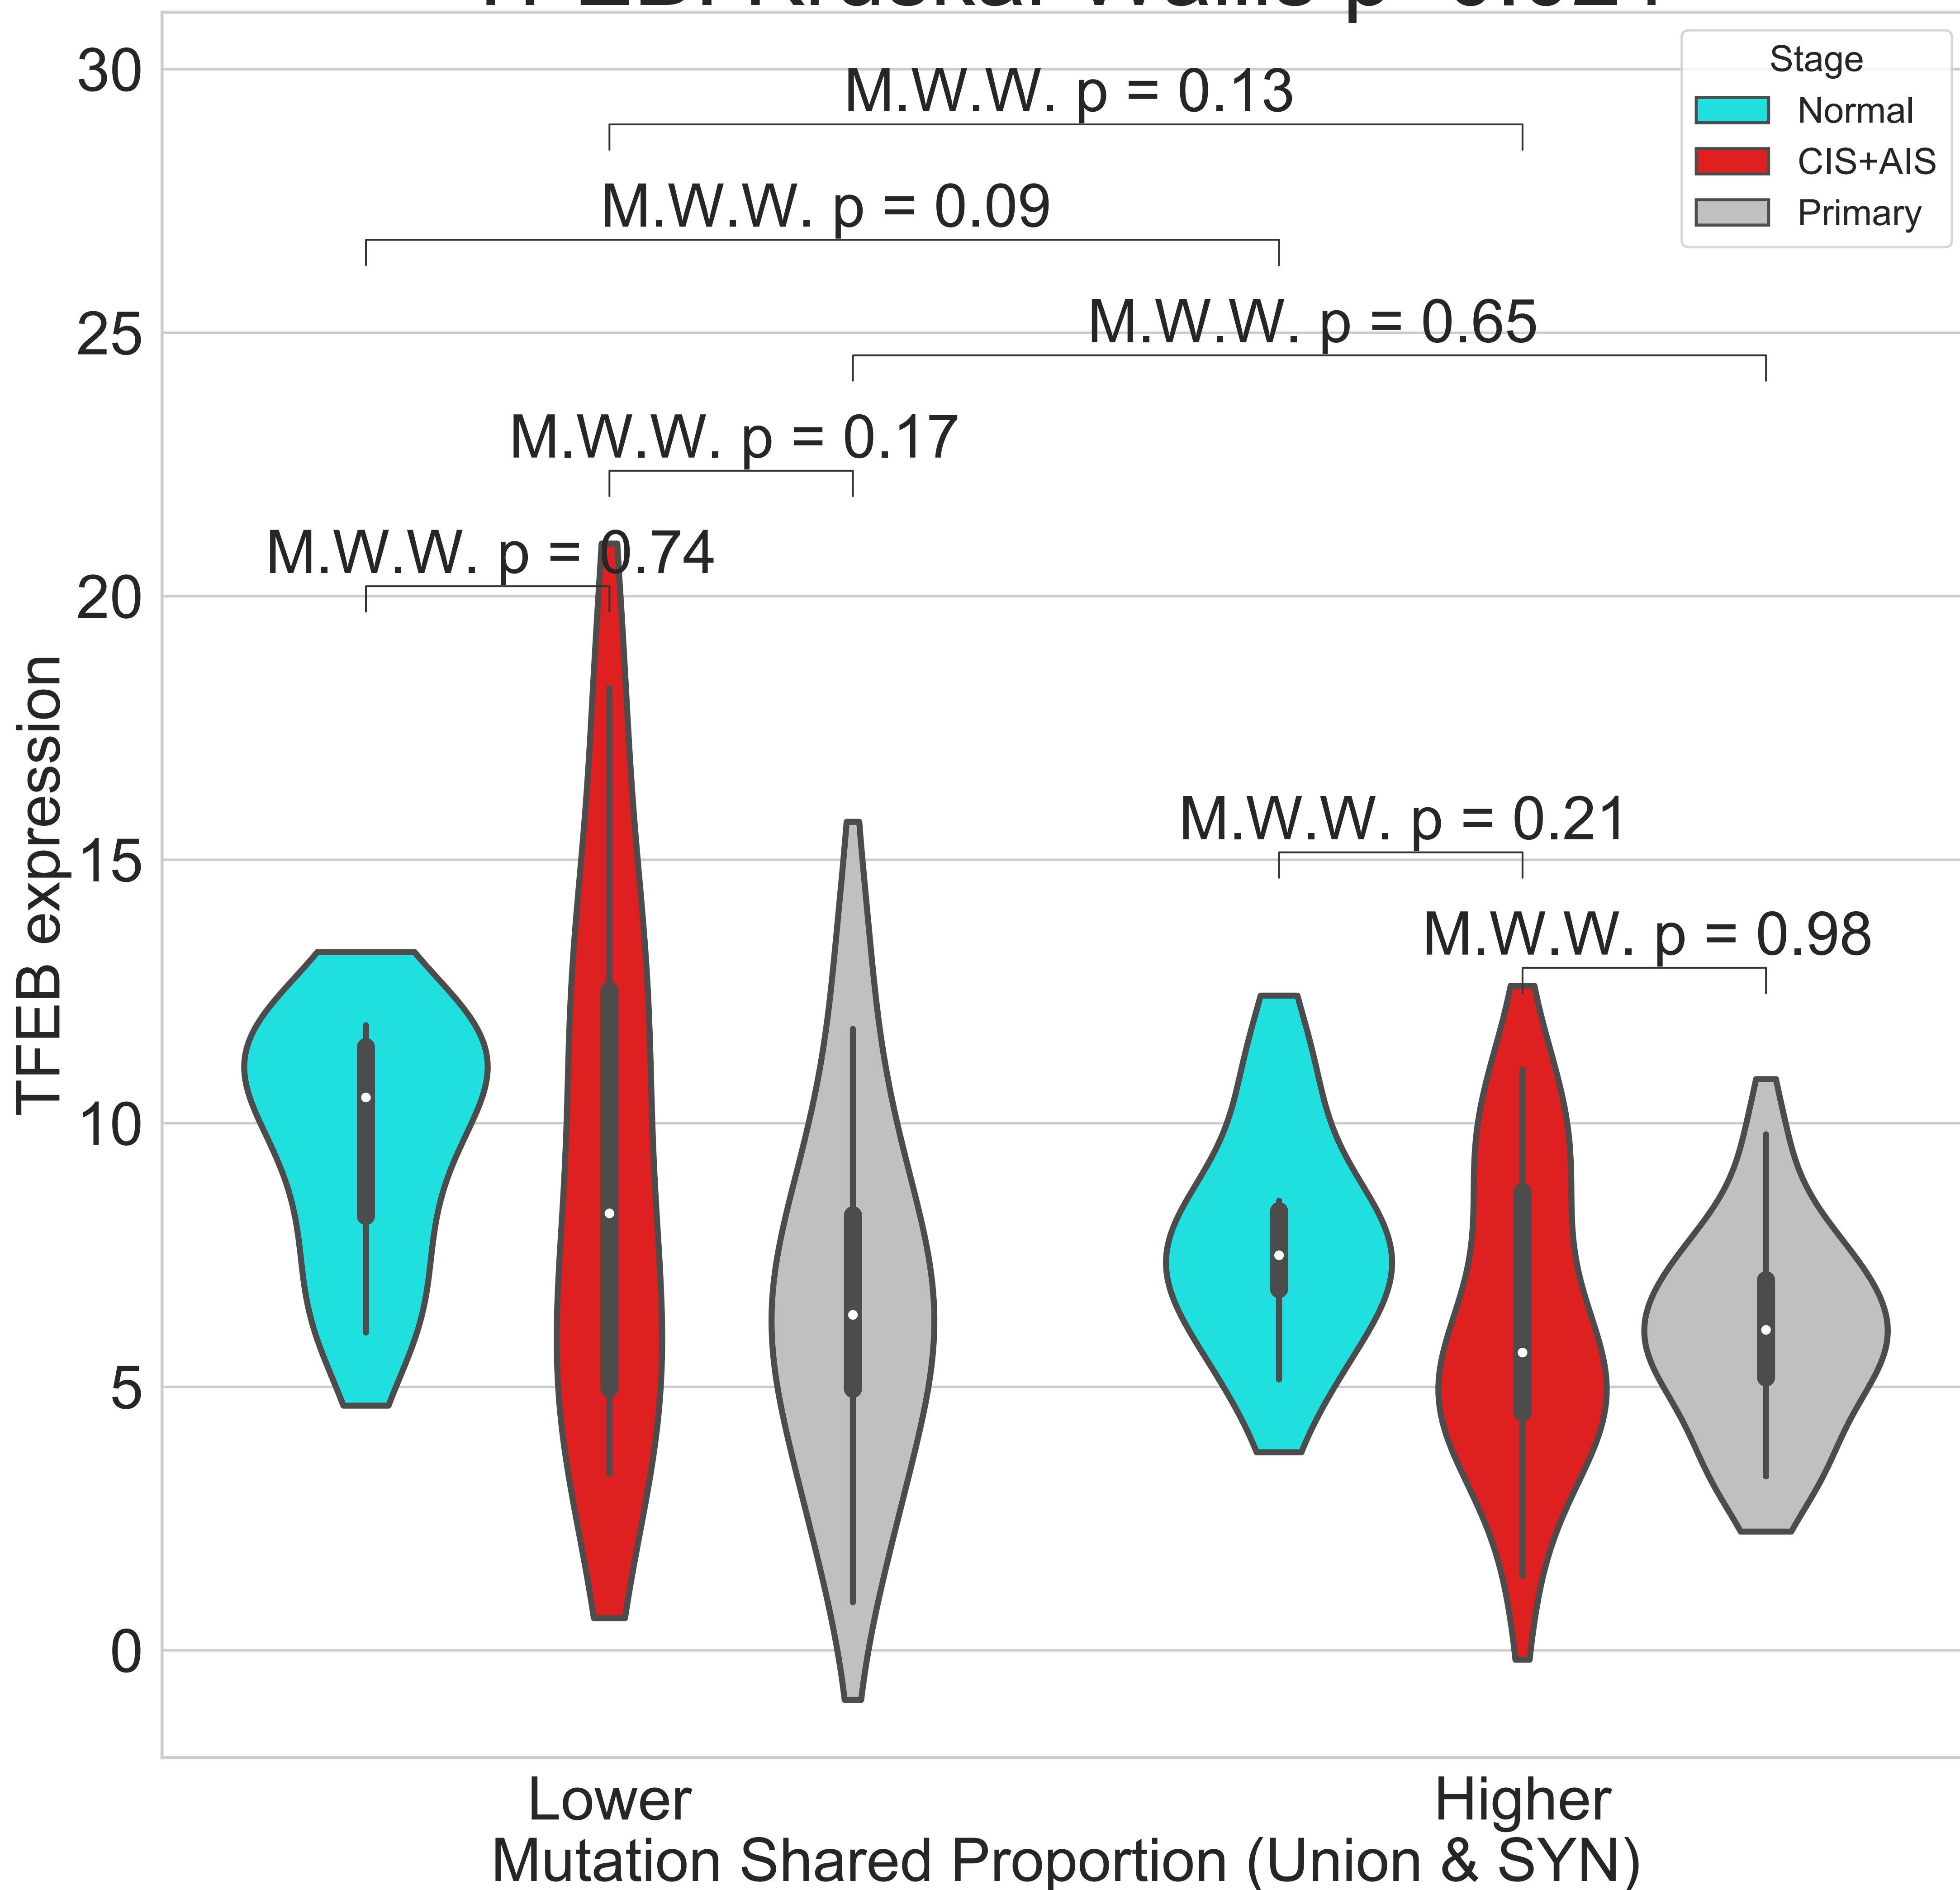 30
25
20
15
10
5
0
TFEB expression
M.W.W. p = 0.13
M.W.W. p = 0.09
M.W.W. p = 0.65
M.W.W. p = 0.17
M.W.W. p = 0.74
M.W.W. p = 0.21
M.W.W. p = 0.98
Stage
Normal
CIS+AIS
Primary
Lower
Higher
Mutation Shared Proportion (Union & SYN)